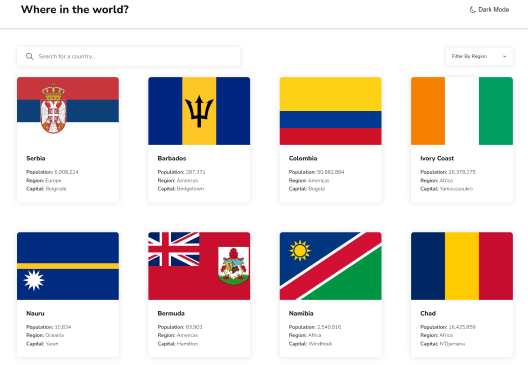 Where in the world?
Dark Mode
Search for a country...
Filter By Region
Serbia
Population: 6,908,224
Region: Europe
Capital: Belgrade
Barbados
Population: 287,371
Region: Americas
Capital: Bridgetown
Colombia
Population: 50,882,884
Region: Americas
Capital: Bogotá
Ivory Coast
Population: 26,378,275
Region: Africa
Capital: Yamoussoukro
Nauru
Population: 10,834
Region: Oceania
Capital: Yaren
Bermuda
Population: 63,903
Region: Americas
Capital: Hamilton
Namibia
Population: 2,540,916
Region: Africa
Capital: Windhoek
Chad
Population: 16,425,859
Region: Africa
Capital: N'Djamena